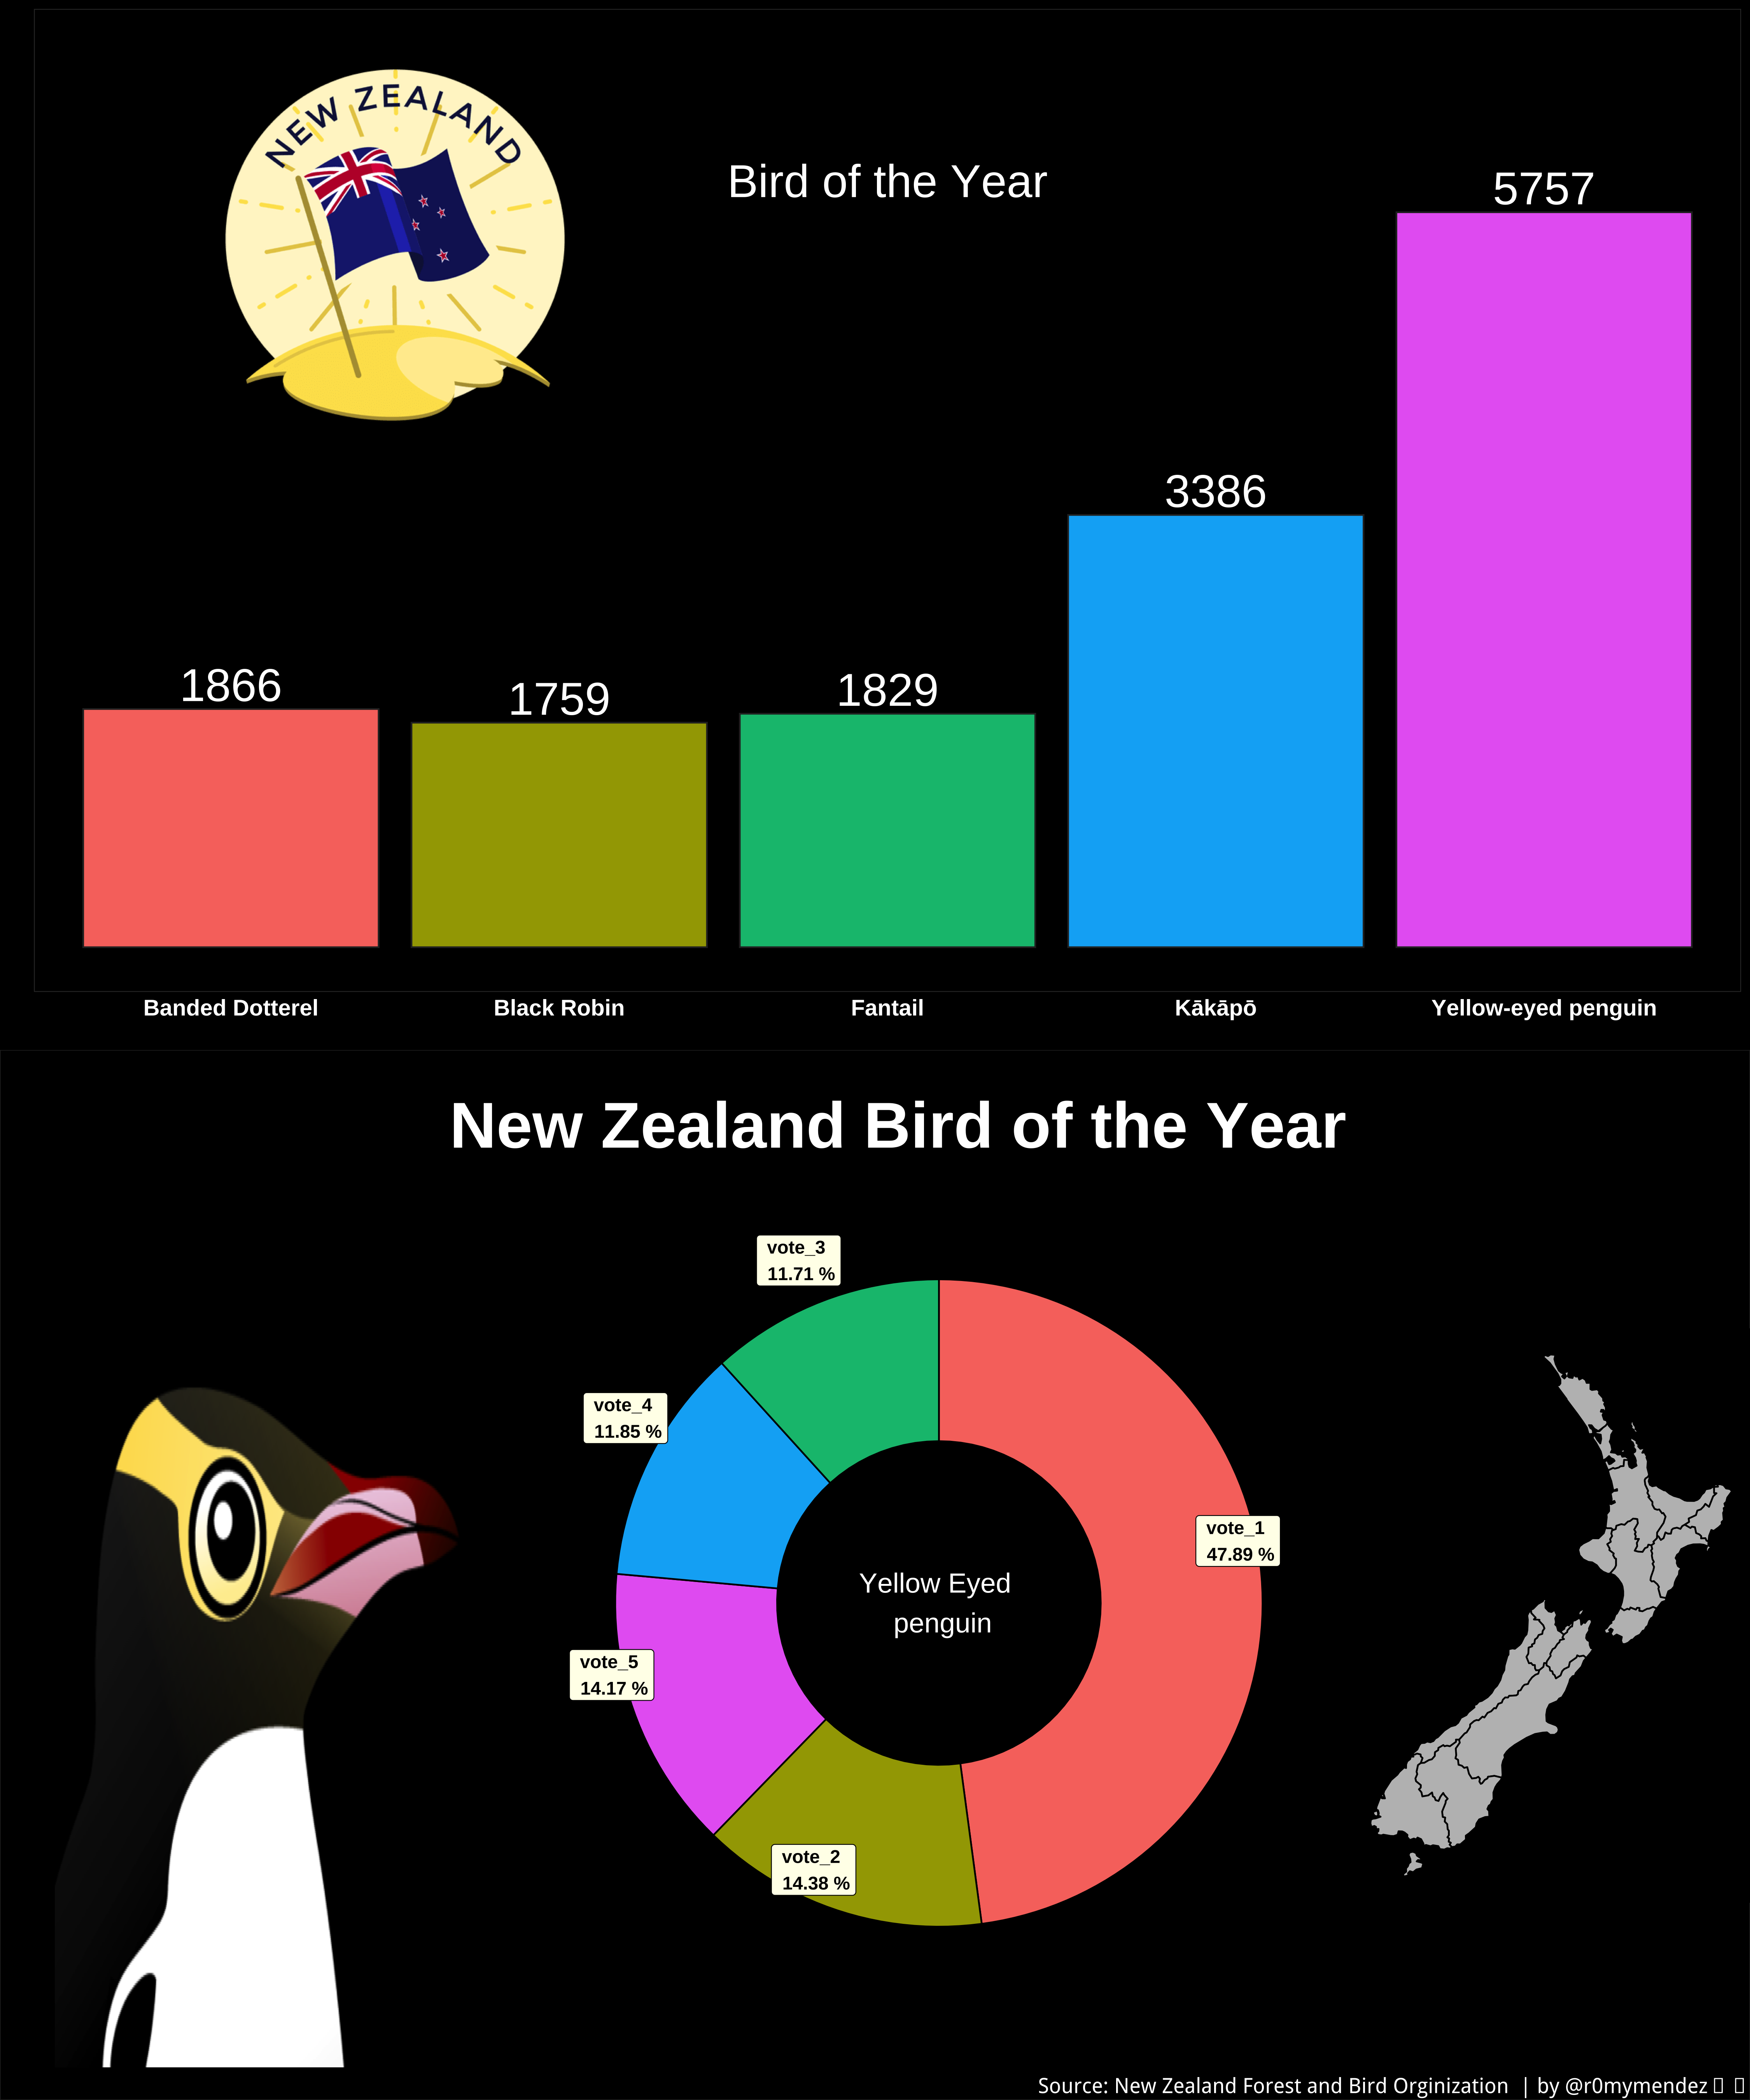 NEW ZEALAND
Bird of the Year
5757
3386
1866
1759
1829
Banded Dotterel
Black Robin
Fantail
Kākāpō
Yellow-eyed penguin
New Zealand Bird of the Year
vote_3
11.71 %
vote_4
11.85 %
vote_1
47.89 %
Yellow Eyed
penguin
vote_5
14.17 %
vote_2
14.38 %
Source: New Zealand Forest and Bird Orginization | by @r0mymendez